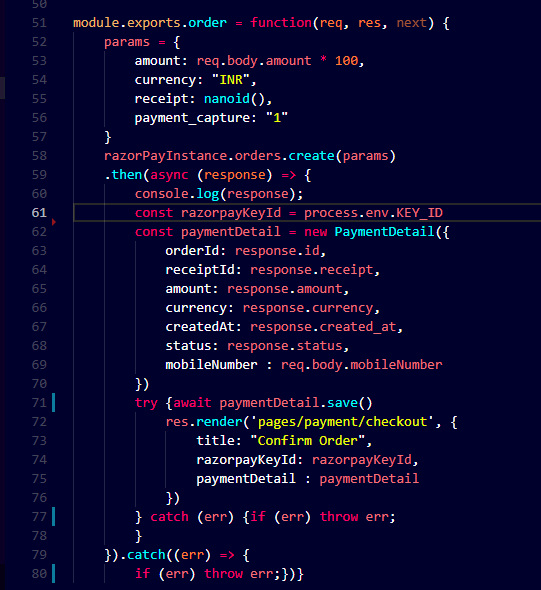 50
51 module.exports.order = function(req, res, next) {
52     params = {
53         amount: req.body.amount * 100,
54         currency: "INR",
55         receipt: nanoid(),
56         payment_capture: "1"
57     }
58     razorPayInstance.orders.create(params)
59     .then(async (response) => {
60         console.log(response);
61         const razorpayKeyId = process.env.KEY_ID
62         const paymentDetail = new PaymentDetail({
63             orderId: response.id,
64             receiptId: response.receipt,
65             amount: response.amount,
66             currency: response.currency,
67             createdAt: response.created_at,
68             status: response.status,
69             mobileNumber : req.body.mobileNumber
70         })
71         try {await paymentDetail.save()
72             res.render('pages/payment/checkout', {
73                 title: "Confirm Order",
74                 razorpayKeyId: razorpayKeyId,
75                 paymentDetail : paymentDetail
76             })
77         } catch (err) {if (err) throw err;
78         }
79     }).catch((err) => {
80         if (err) throw err;})}